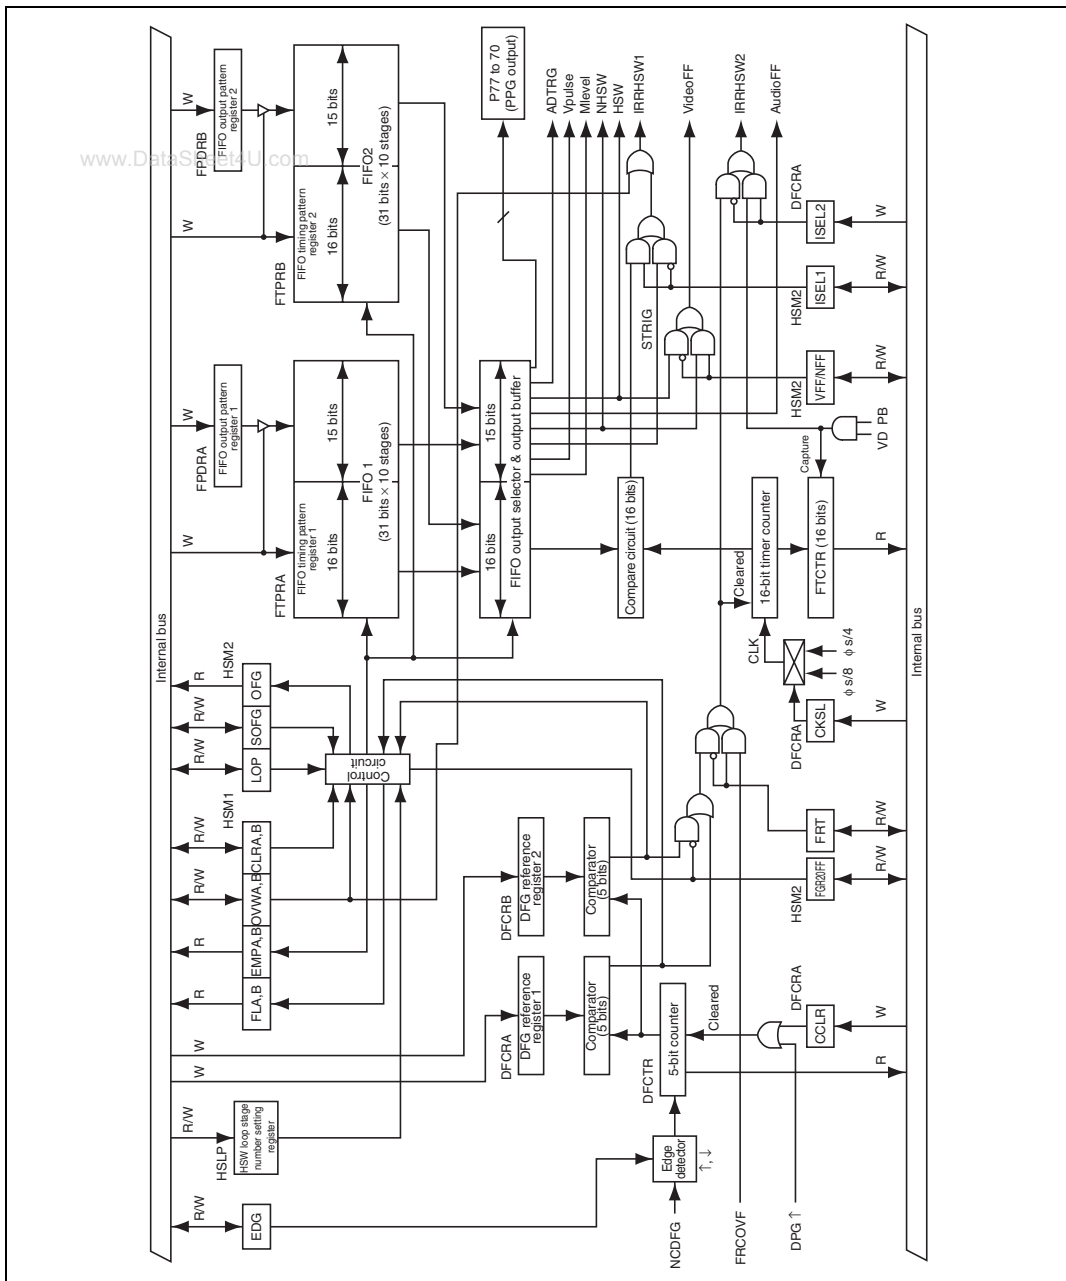 Internal bus
W
FPDRB
FIFO output pattern
register 2
W
FTPRB
FIFO timing pattern
register 2
16 bits
15 bits
FIFO2
(31 bits × 10 stages)
W
FPDRA
FIFO output pattern
register 1
W
FTPRA
FIFO timing pattern
register 1
16 bits
15 bits
FIFO 1
(31 bits × 10 stages)
www.DataSheet4U.com
P77 to 70
(PPG output)
ADTRG
Vpulse
Mlevel
NHSW
HSW
IRRHSW1
VideoFF
IRRHSW2
AudioFF
16 bits
15 bits
FIFO output selector & output buffer
STRIG
Compare circuit (16 bits)
Cleared
16-bit timer counter
CLK
Capture
FTCTR (16 bits)
R
VD
PB
HSM2
VFF/NFF
R/W
HSM2
ISEL1
R/W
DFCRA
ISEL2
W
φ s/8
φ s/4
DFCRA
CKSL
W
FRT
R/W
HSM2
FGR2OFF
R/W
DFCRA
CCLR
W
R
Internal bus
HSM2
R
OFG
R/W
SOFG
R/W
LOP
Control
circuit
HSM1
R/W
CLRA,B
R/W
OVWA,B
R
EMPA,B
R
FLA,B
W
W
DFCRB
DFG reference
register 2
Comparator
(5 bits)
DFCRA
DFG reference
register 1
Comparator
(5 bits)
DFCTR
5-bit counter
Cleared
R/W
HSLP
HSW loop stage
number setting
register
R/W
EDG
Edge
detector
↑, ↓
NCDFG
FRCOVF
DPG ↑